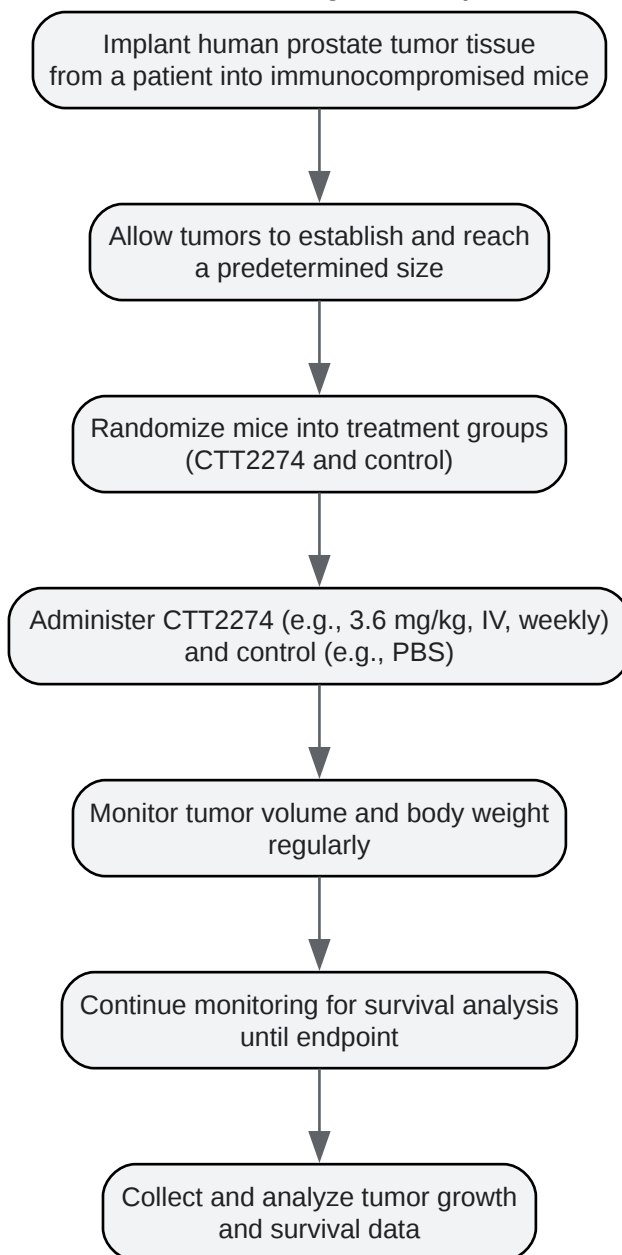 Implant human prostate tumor tissue
from a patient into immunocompromised mice
Allow tumors to establish and reach
a predetermined size
Randomize mice into treatment groups
(CTT2274 and control)
Administer CTT2274 (e.g., 3.6 mg/kg, IV, weekly)
and control (e.g., PBS)
Monitor tumor volume and body weight
regularly
Continue monitoring for survival analysis
until endpoint
Collect and analyze tumor growth
and survival data